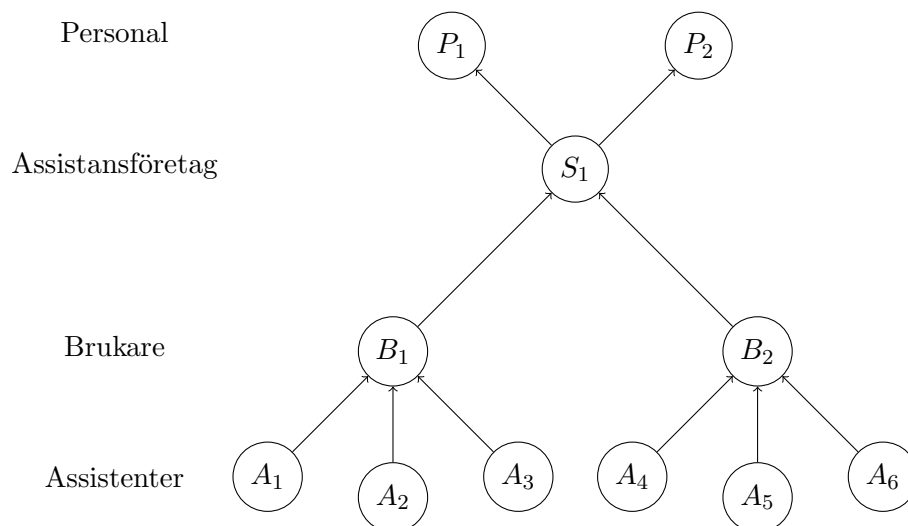 Personal P₁ P₂
Assistansföretag S₁
Brukare B₁ B₂
Assistenter A₁ A₂ A₃ A₄ A₅ A₆